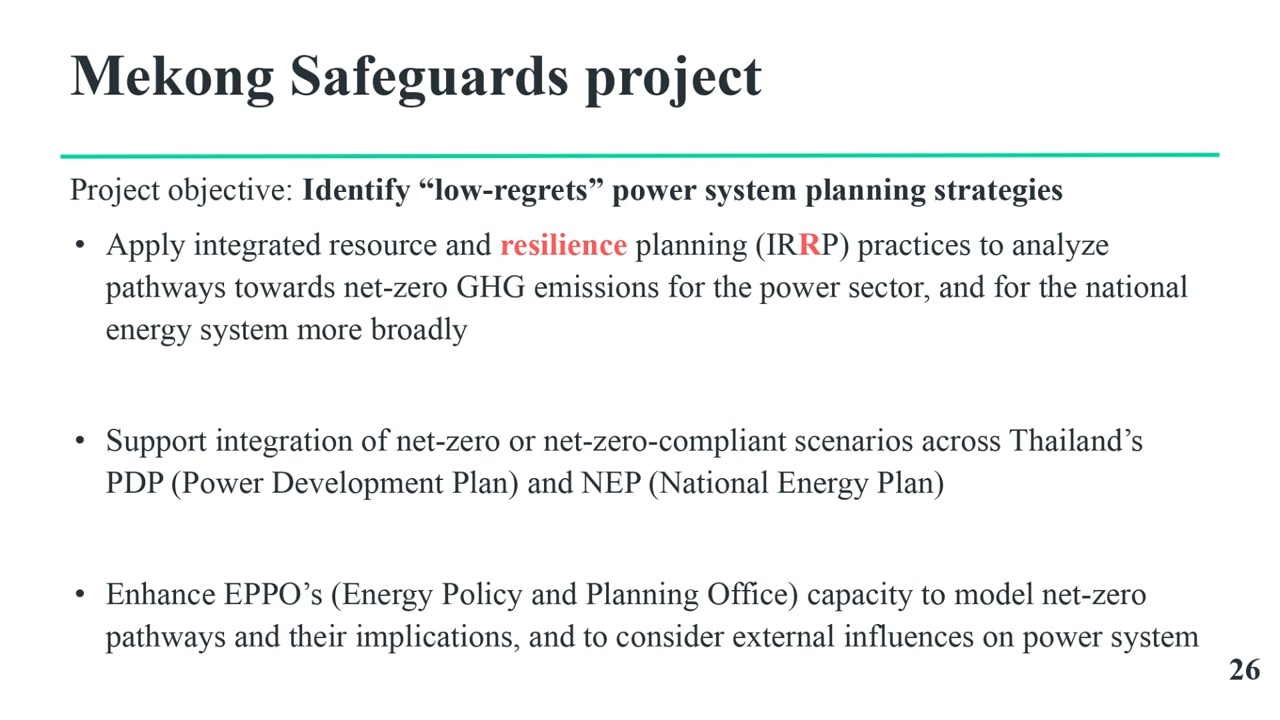 Mekong Safeguards project
Project objective: Identify “low-regrets” power system planning strategies
• Apply integrated resource and resilience planning (IRRP) practices to analyze
pathways towards net-zero GHG emissions for the power sector, and for the national
energy system more broadly
• Support integration of net-zero or net-zero-compliant scenarios across Thailand’s
PDP (Power Development Plan) and NEP (National Energy Plan)
• Enhance EPPO’s (Energy Policy and Planning Office) capacity to model net-zero
pathways and their implications, and to consider external influences on power system
26